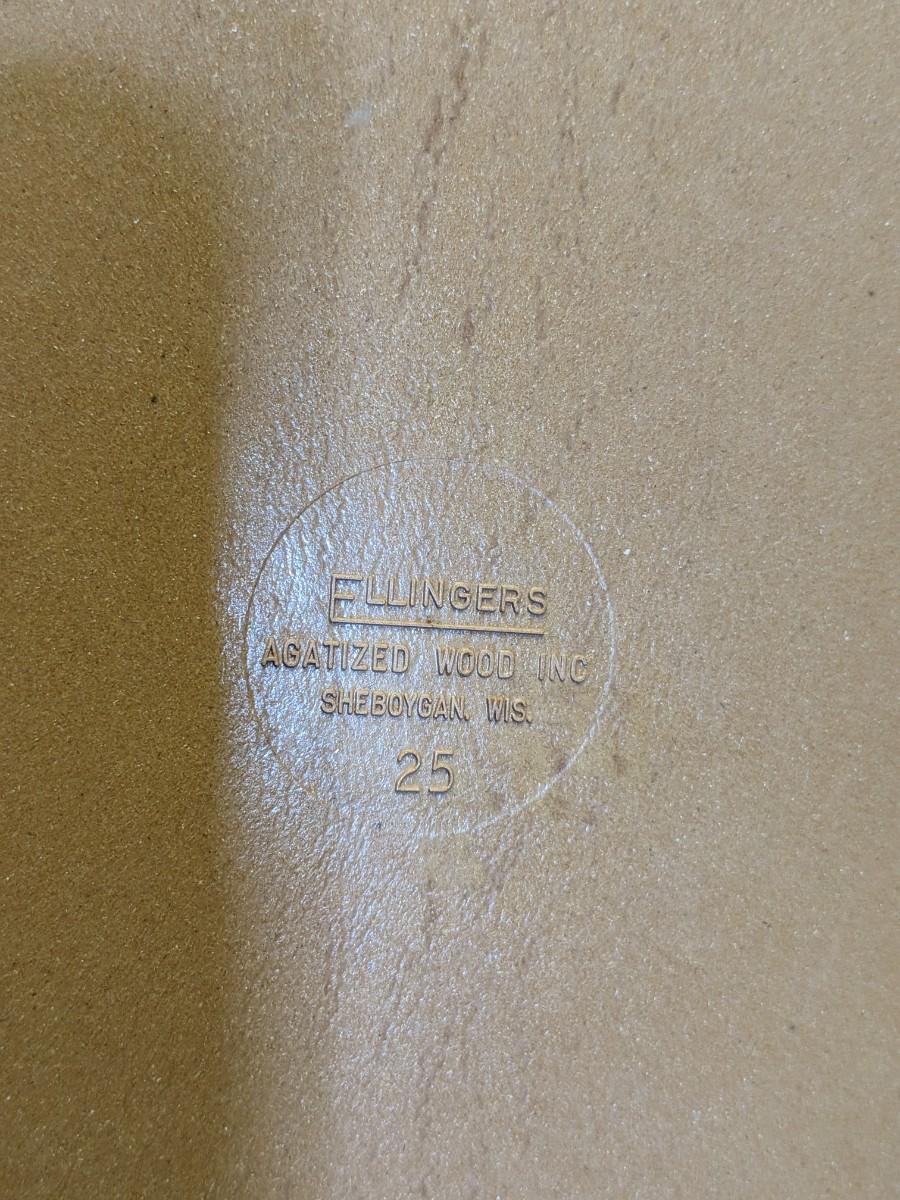 ELLINGERS
AGATIZED WOOD INC
SHEBOYGAN. WIS.
25